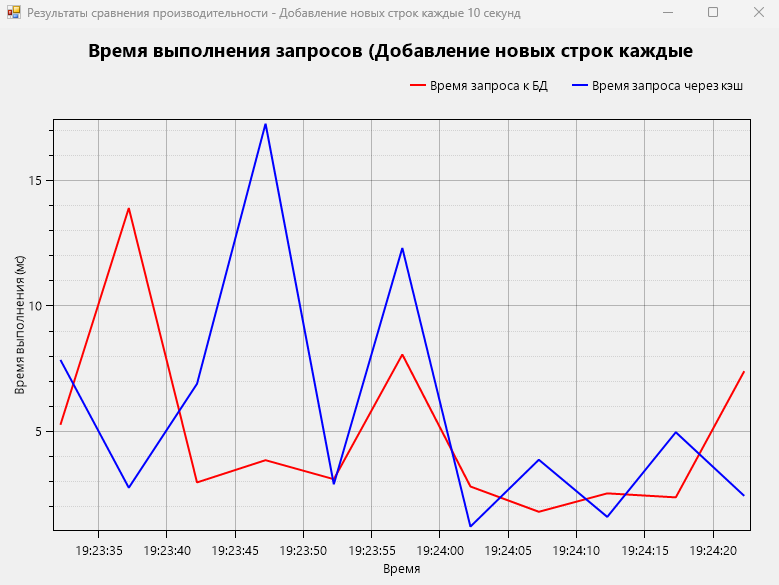 Результаты сравнения производительности - Добавление новых строк каждые 10 секунд
Время выполнения запросов (Добавление новых строк каждые
Время запроса к БД
Время запроса через кэш
Время выполнения (мс)
15
10
5
19:23:35
19:23:40
19:23:45
19:23:50
19:23:55
19:24:00
19:24:05
19:24:10
19:24:15
19:24:20
Время